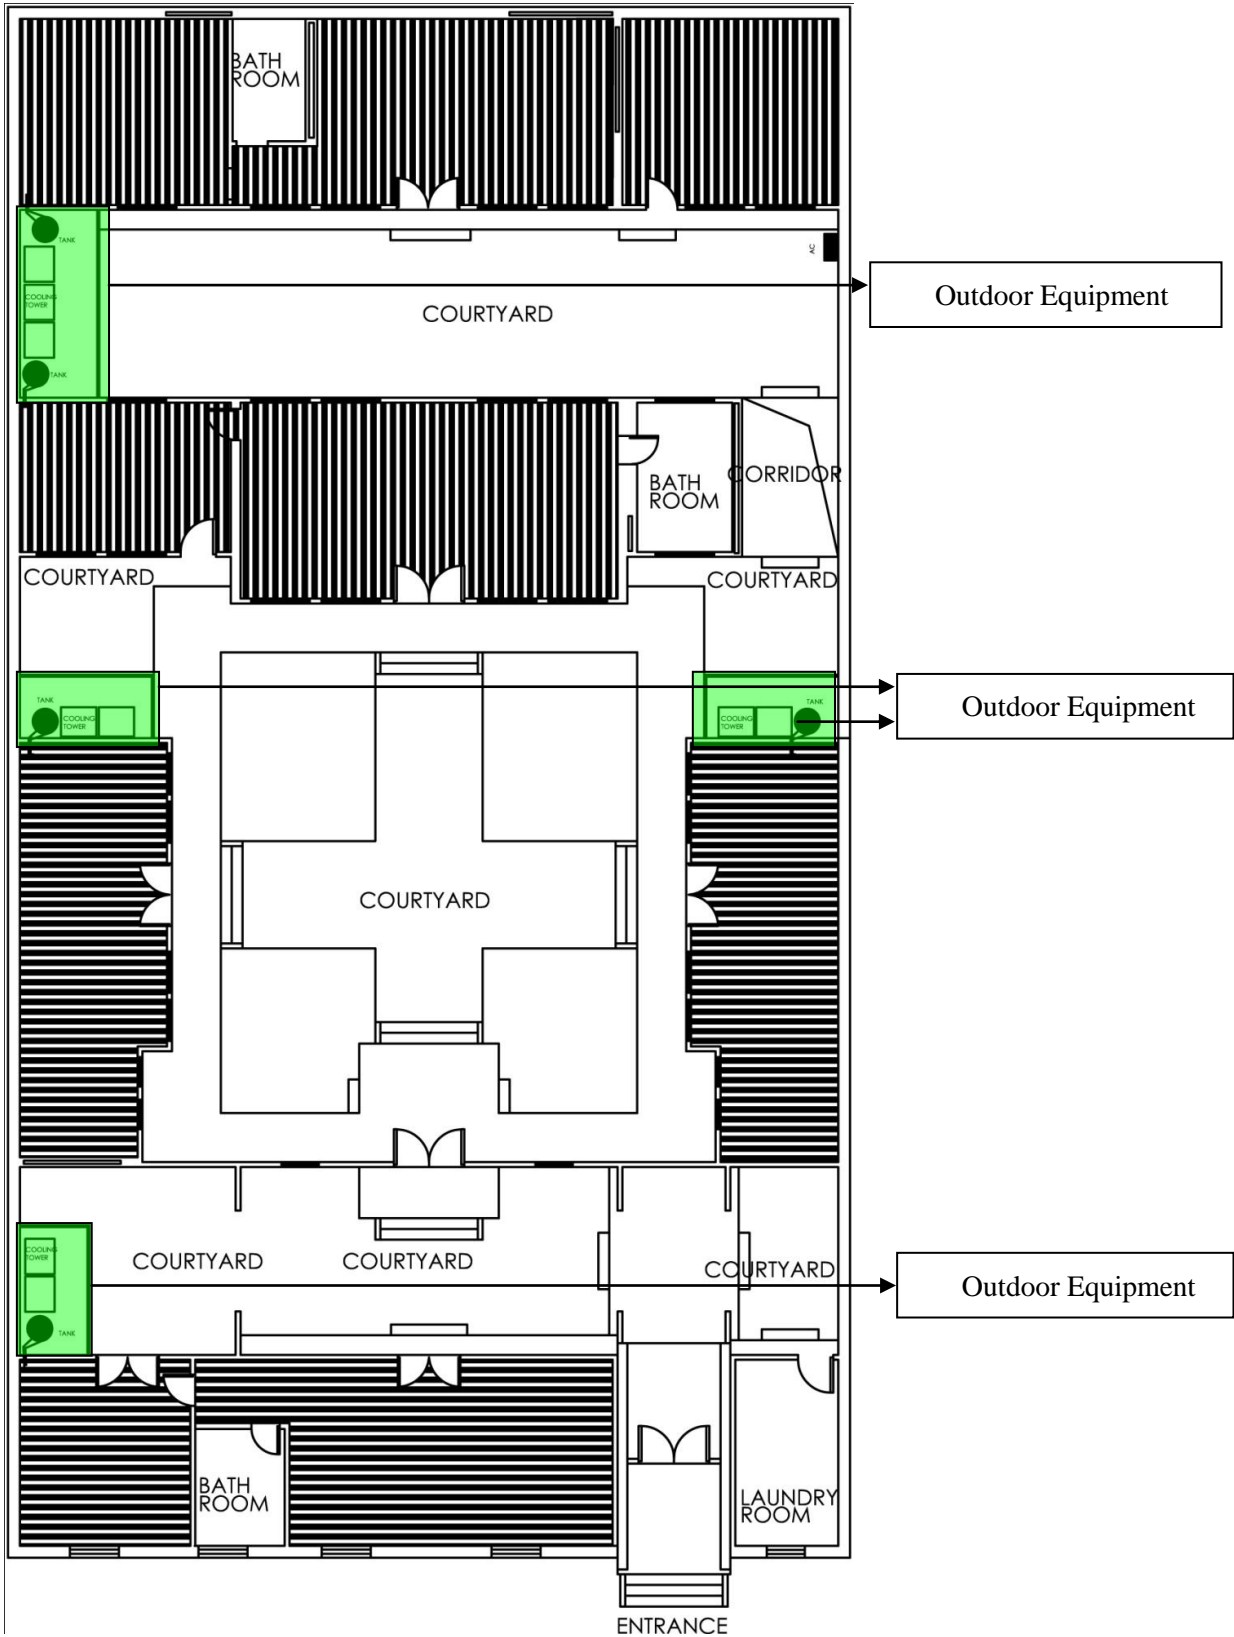 BATH
ROOM
TANK
AC
COOLING
TOWER
COURTYARD
TANK
Outdoor Equipment
BATH
ROOM
CORRIDOR
COURTYARD
COURTYARD
TANK
COOLING
TOWER
COOLING
TOWER
TANK
Outdoor Equipment
COURTYARD
COOLING
TOWER
COURTYARD
COURTYARD
COURTYARD
Outdoor Equipment
TANK
BATH
ROOM
LAUNDRY
ROOM
ENTRANCE